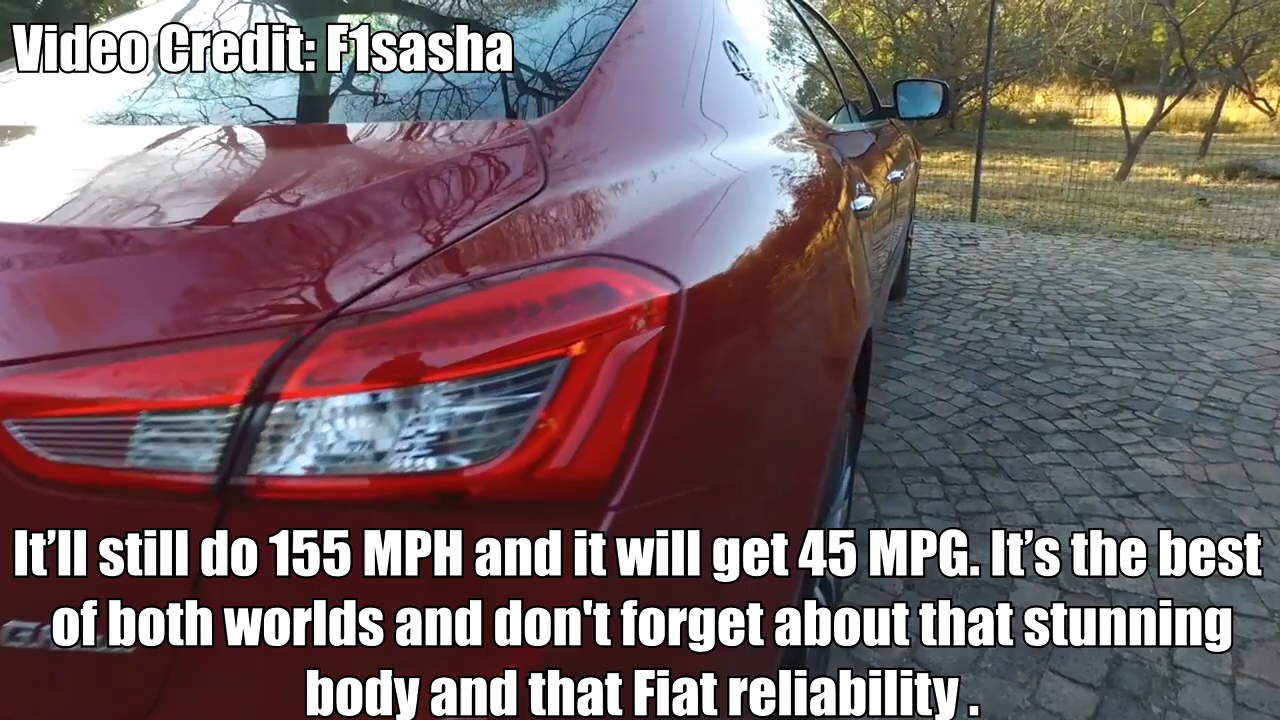 Video Credit: F1sasha
It’ll still do 155 MPH and it will get 45 MPG. It’s the best
of both worlds and don't forget about that stunning
body and that Fiat reliability .